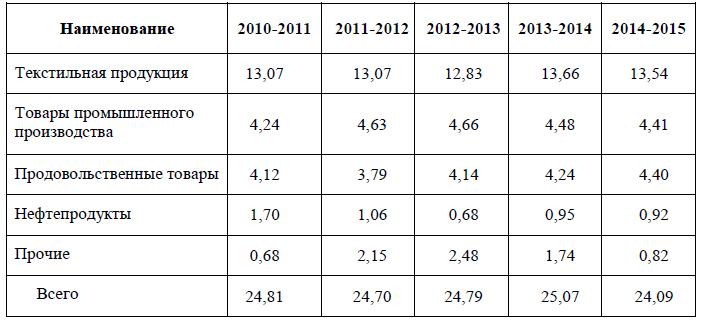 Наименование 2010-2011 2011-2012 2012-2013 2013-2014 2014-2015
Текстильная продукция 13,07 13,07 12,83 13,66 13,54
Товары промышленного
производства 4,24 4,63 4,66 4,48 4,41
Продовольственные товары 4,12 3,79 4,14 4,24 4,40
Нефтепродукты 1,70 1,06 0,68 0,95 0,92
Прочие 0,68 2,15 2,48 1,74 0,82
Всего 24,81 24,70 24,79 25,07 24,09